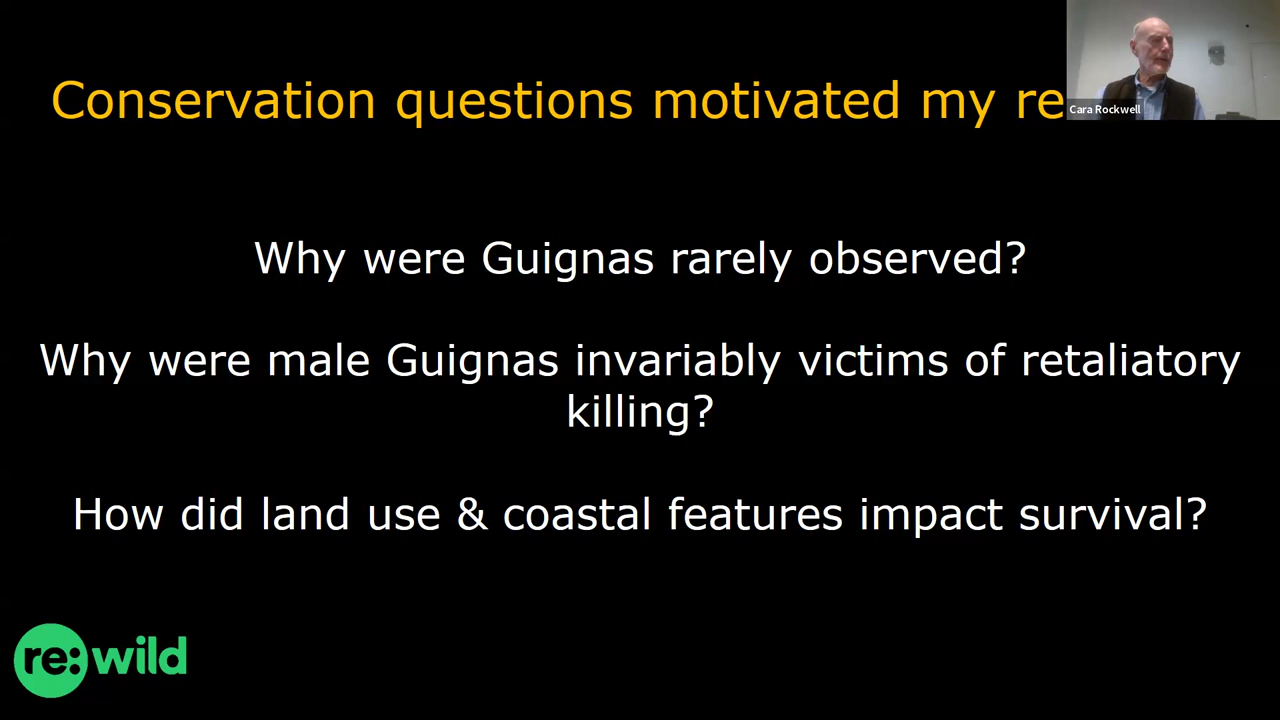 Conservation questions motivated my re
Cara Rockwell
Why were Guignas rarely observed?
Why were male Guignas invariably victims of retaliatory
killing?
How did land use & coastal features impact survival?
re:wild